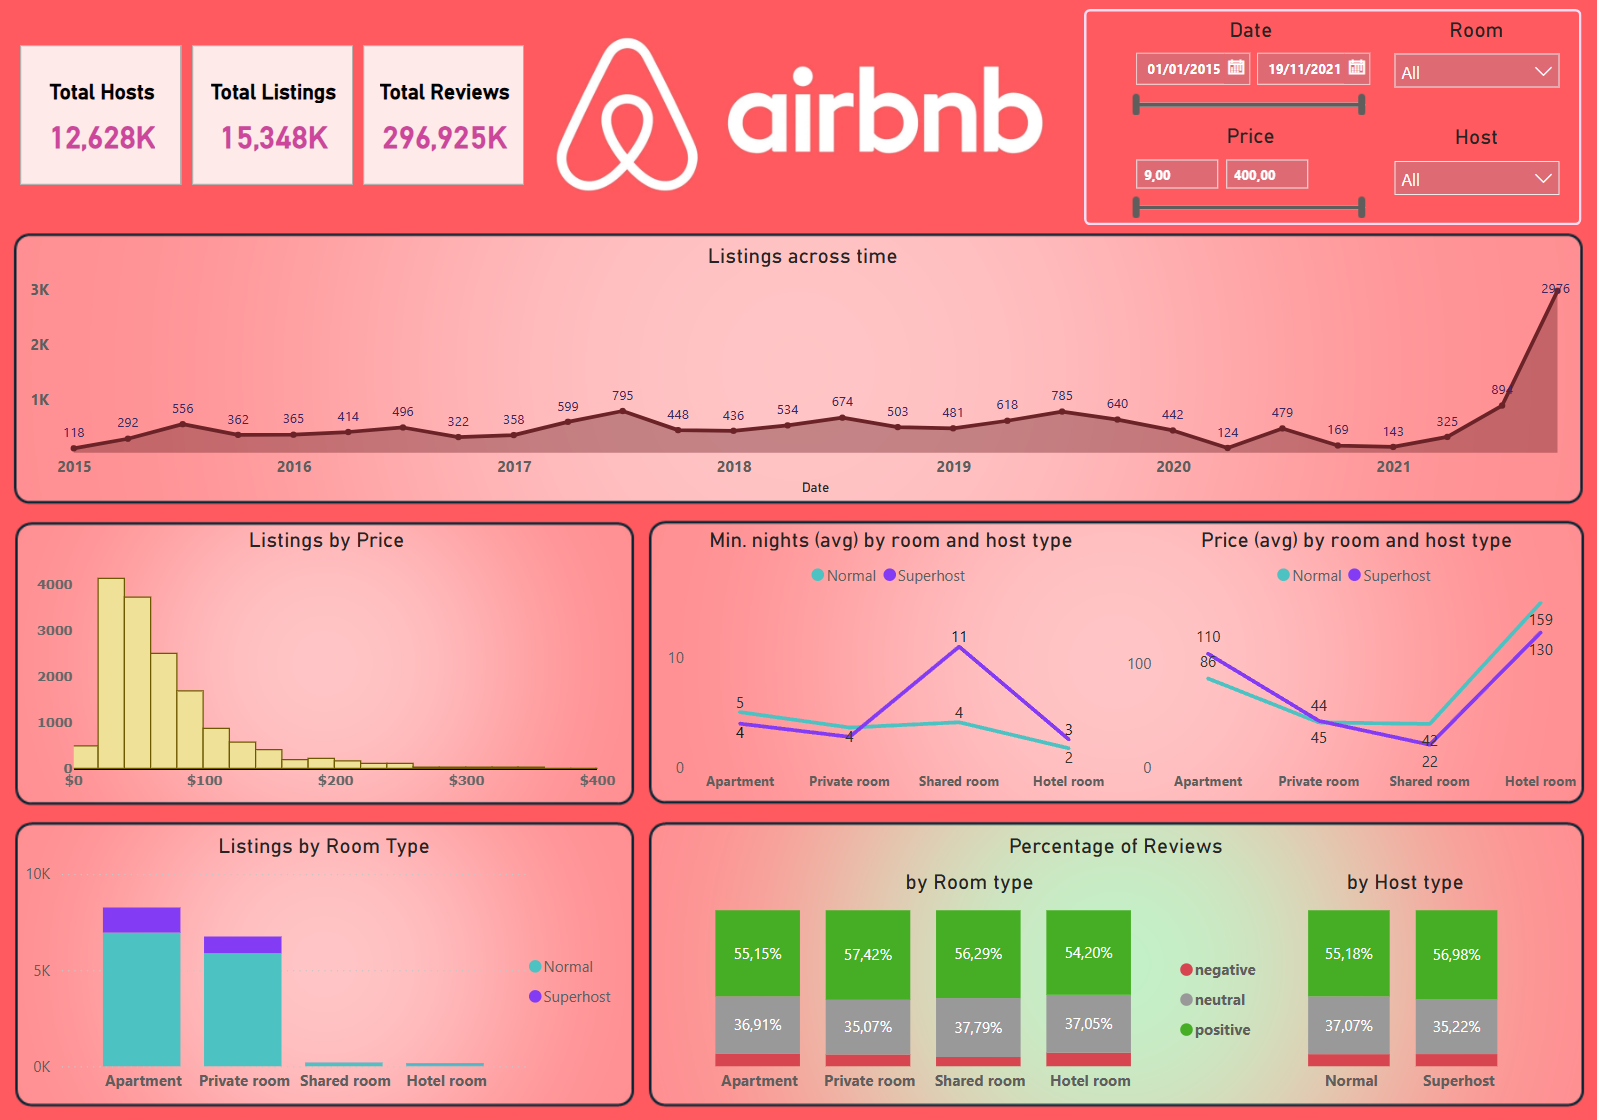 Total Hosts
12,628K
Total Listings
15,348K
Total Reviews
296,925K
airbnb
Date
01/01/2015
19/11/2021
Room
All
Price
9,00
400,00
Host
All
Listings across time
3K
2K
1K
118 292 556 362 365 414 496 322 358 599 795 448 436 534 674 503 481 618 785 640 442 124 479 169 143 325 894 2976
2015 2016 2017 2018 2019 2020 2021
Date
Listings by Price
4000
3000
2000
1000
0
$0 $100 $200 $300 $400
Min. nights (avg) by room and host type
Normal Superhost
10
0
5
4
4
11
4
3
2
Apartment Private room Shared room Hotel room
Price (avg) by room and host type
Normal Superhost
100
0
110
86
44
45
42
22
159
130
Apartment Private room Shared room Hotel room
Listings by Room Type
10K
5K
0K
Normal
Superhost
Apartment Private room Shared room Hotel room
Percentage of Reviews
by Room type
55,15% 57,42% 56,29% 54,20%
36,91% 35,07% 37,79% 37,05%
Apartment Private room Shared room Hotel room
negative
neutral
positive
by Host type
55,18% 56,98%
37,07% 35,22%
Normal Superhost